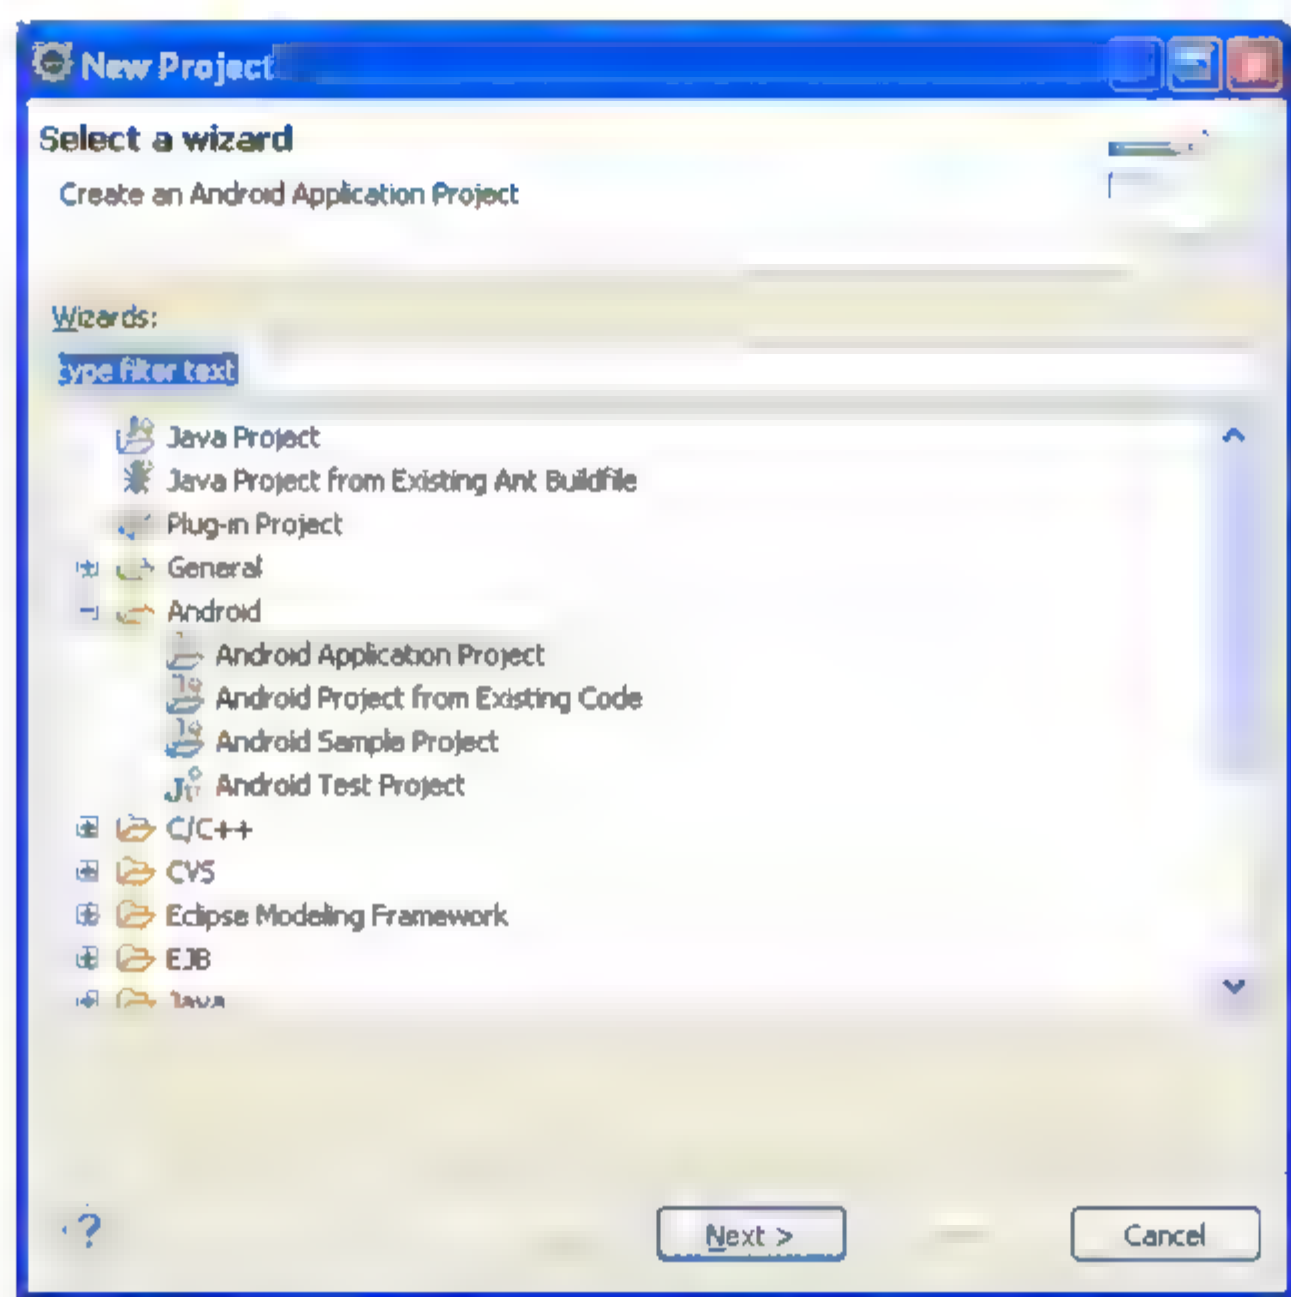 New Project
Select a wizard
Create an Android Application Project
Wizards:
type filter text
Java Project
Java Project from Existing Ant Buildfile
Plug-in Project
General
Android
Android Application Project
Android Project from Existing Code
Android Sample Project
Android Test Project
C/C++
CVS
Eclipse Modeling Framework
EJB
Java
?
Next >
Cancel